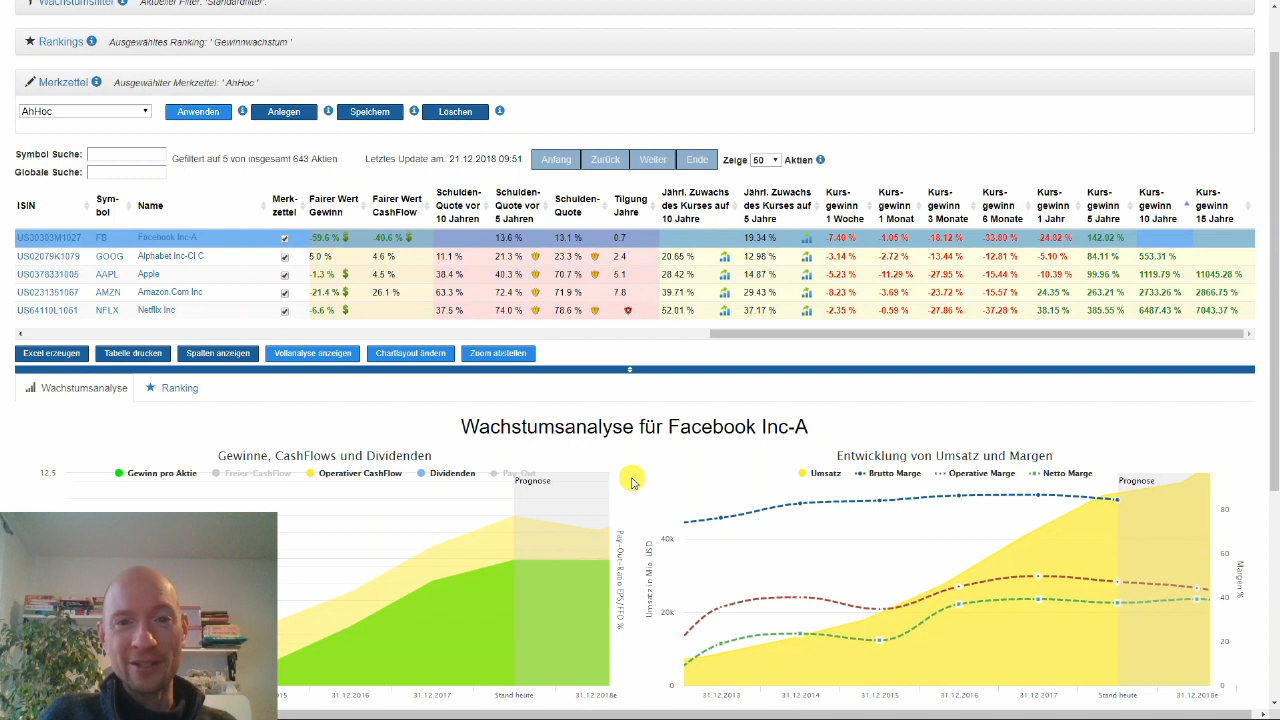 Wachstumsfilter Aktueller Filter: 'Standardfilter'.
Rankings Ausgewähltes Ranking: ' Gewinnwachstum '
Merkzettel Ausgewählter Merkzettel: ' AhHoc '
AhHoc Anwenden Anlegen Speichern Löschen
Symbol Suche:
Globale Suche:
Gefiltert auf 5 von insgesamt 643 Aktien Letztes Update am: 21.12.2018 09:51 Anfang Zurück Weiter Ende Zeige 50 Aktien
ISIN Sym-bol Name Merk-zettel Fairer Wert Gewinn Fairer Wert CashFlow Schulden-Quote vor 10 Jahren Schulden-Quote vor 5 Jahren Schulden-Quote Tilgung Jahre Jährl. Zuwachs des Kurses auf 10 Jahre Jährl. Zuwachs des Kurses auf 5 Jahre Kurs-gewinn 1 Woche Kurs-gewinn 1 Monat Kurs-gewinn 3 Monate Kurs-gewinn 6 Monate Kurs-gewinn 1 Jahr Kurs-gewinn 5 Jahre Kurs-gewinn 10 Jahre Kurs-gewinn 15 Jahre
US30303M1027 FB Facebook Inc-A -59.6 % $ -40.6 % $ 13.6 % 13.1 % 0.7 19.34 % -7.40 % -1.05 % -18.12 % -33.80 % -24.82 % 142.02 %
US02079K1079 GOOG Alphabet Inc-Cl C 5.0 % 4.6 % 11.1 % 21.3 % 23.3 % 2.4 20.65 % 12.98 % -3.14 % -2.72 % -13.44 % -12.81 % -5.10 % 84.11 % 553.31 %
US0378331005 AAPL Apple -1.3 % $ 4.5 % 38.4 % 40.3 % 70.7 % 5.1 28.42 % 14.87 % -5.23 % -11.29 % -27.95 % -15.44 % -10.39 % 99.96 % 1119.79 % 11045.28 %
US0231351067 AMZN Amazon.Com Inc -21.4 % $ 26.1 % 63.3 % 72.4 % 71.9 % 7.8 39.71 % 29.43 % -8.23 % -3.69 % -23.72 % -15.57 % 24.35 % 263.21 % 2733.26 % 2866.75 %
US64110L1061 NFLX Netflix Inc -6.6 % $ 37.5 % 74.0 % 78.6 % 52.01 % 37.17 % -2.35 % -0.59 % -27.86 % -37.28 % 38.15 % 385.55 % 6487.43 % 7043.37 %
Excel erzeugen Tabelle drucken Spalten anzeigen Vollanalyse anzeigen Chartlayout ändern Zoom abstellen
Wachstumsanalyse Ranking
Wachstumsanalyse für Facebook Inc-A
Gewinne, CashFlows und Dividenden
12.5 Gewinn pro Aktie Freier-CashFlow Operativer CashFlow Dividenden Pay-Out
Prognose
Pay-Out-Ratio EPS/FFO %
015 31.12.2016 31.12.2017 Stand heute 31.12.2018e
Entwicklung von Umsatz und Margen
Umsatz Brutto Marge Operative Marge Netto Marge
Prognose
Umsatz in Mio. USD
40k
20k
0
80
60
40
20
0
Margen%
31.12.2013 31.12.2014 31.12.2015 31.12.2016 31.12.2017 Stand heute 31.12.2018e